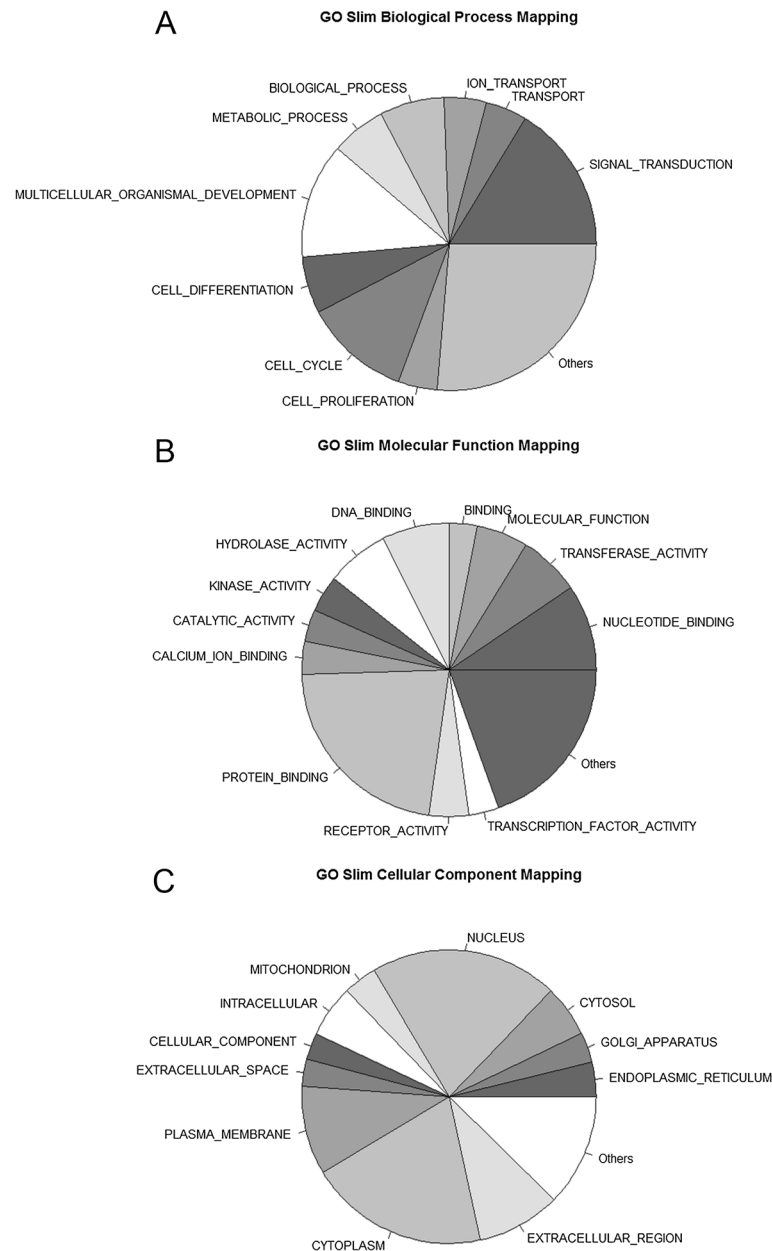 A
GO Slim Biological Process Mapping
ION_TRANSPORT
BIOLOGICAL_PROCESS
TRANSPORT
METABOLIC_PROCESS
SIGNAL_TRANSDUCTION
MULTICELLULAR_ORGANISMAL_DEVELOPMENT
CELL_DIFFERENTIATION
CELL_CYCLE
Others
CELL_PROLIFERATION
B
GO Slim Molecular Function Mapping
DNA_BINDING
BINDING
MOLECULAR_FUNCTION
HYDROLASE_ACTIVITY
TRANSFERASE_ACTIVITY
KINASE_ACTIVITY
CATALYTIC_ACTIVITY
NUCLEOTIDE_BINDING
CALCIUM_ION_BINDING
Others
PROTEIN_BINDING
RECEPTOR_ACTIVITY
TRANSCRIPTION_FACTOR_ACTIVITY
C
GO Slim Cellular Component Mapping
NUCLEUS
MITOCHONDRION
INTRACELLULAR
CYTOSOL
CELLULAR_COMPONENT
GOLGI_APPARATUS
EXTRACELLULAR_SPACE
ENDOPLASMIC_RETICULUM
PLASMA_MEMBRANE
Others
CYTOPLASM
EXTRACELLULAR_REGION